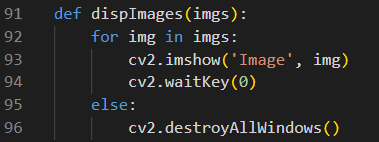 91 def dispImages(imgs):
92     for img in imgs:
93         cv2.imshow('Image', img)
94         cv2.waitKey(0)
95     else:
96         cv2.destroyAllWindows()